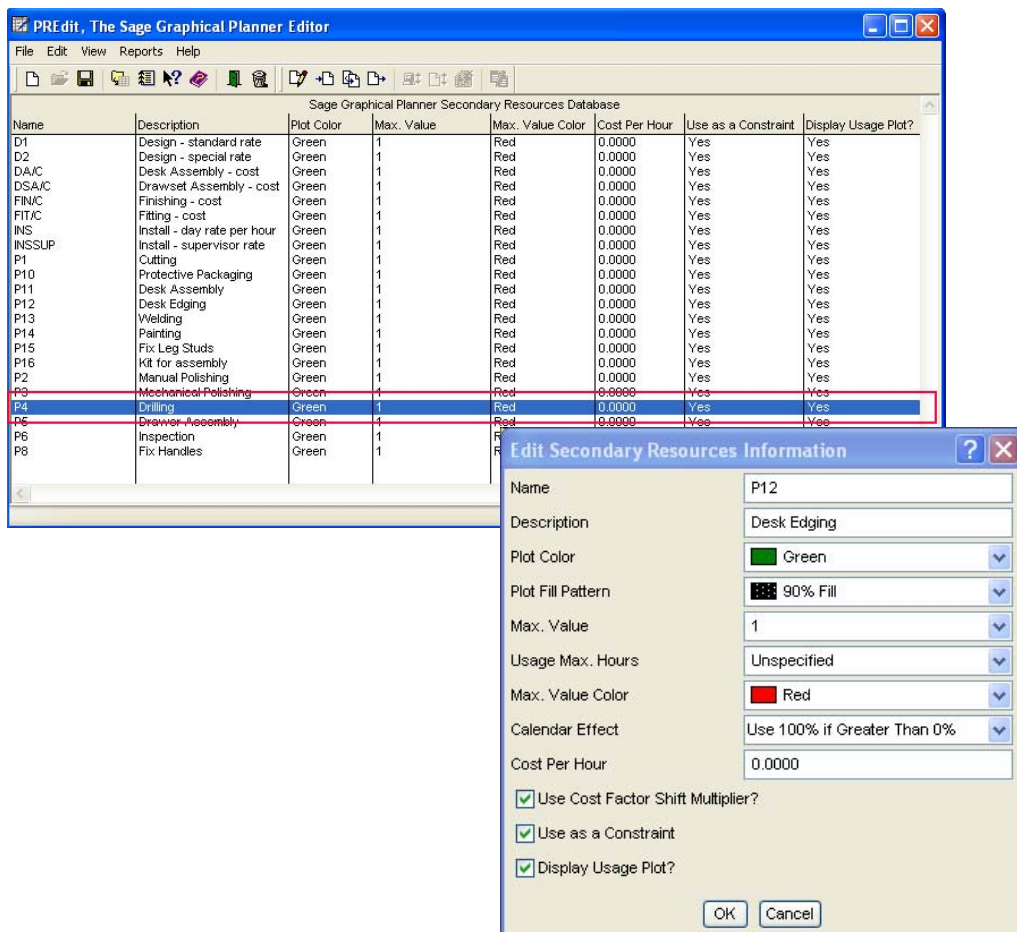 PREdit, The Sage Graphical Planner Editor
File Edit View Reports Help
Sage Graphical Planner Secondary Resources Database
Name Description Plot Color Max. Value Max. Value Color Cost Per Hour Use as a Constraint Display Usage Plot?
D1 Design - standard rate Green 1 Red 0.0000 Yes Yes
D2 Design - special rate Green 1 Red 0.0000 Yes Yes
DA/C Desk Assembly - cost Green 1 Red 0.0000 Yes Yes
DSA/C Drawset Assembly - cost Green 1 Red 0.0000 Yes Yes
FIN/C Finishing - cost Green 1 Red 0.0000 Yes Yes
FIT/C Fitting - cost Green 1 Red 0.0000 Yes Yes
INS Install - day rate per hour Green 1 Red 0.0000 Yes Yes
INSSUP Install - supervisor rate Green 1 Red 0.0000 Yes Yes
P1 Cutting Green 1 Red 0.0000 Yes Yes
P10 Protective Packaging Green 1 Red 0.0000 Yes Yes
P11 Desk Assembly Green 1 Red 0.0000 Yes Yes
P12 Desk Edging Green 1 Red 0.0000 Yes Yes
P13 Welding Green 1 Red 0.0000 Yes Yes
P14 Painting Green 1 Red 0.0000 Yes Yes
P15 Fix Leg Studs Green 1 Red 0.0000 Yes Yes
P16 Kit for assembly Green 1 Red 0.0000 Yes Yes
P2 Manual Polishing Green 1 Red 0.0000 Yes Yes
P3 Mechanical Polishing Green 1 Red 0.0000 Yes Yes
P4 Drilling Green 1 Red 0.0000 Yes Yes
P5 Drawer Assembly Green 1 Red 0.0000 Yes Yes
P6 Inspection Green 1 R
P8 Fix Handles Green 1 R
Edit Secondary Resources Information
Name P12
Description Desk Edging
Plot Color Green
Plot Fill Pattern 90% Fill
Max. Value 1
Usage Max. Hours Unspecified
Max. Value Color Red
Calendar Effect Use 100% if Greater Than 0%
Cost Per Hour 0.0000
Use Cost Factor Shift Multiplier?
Use as a Constraint
Display Usage Plot?
OK Cancel